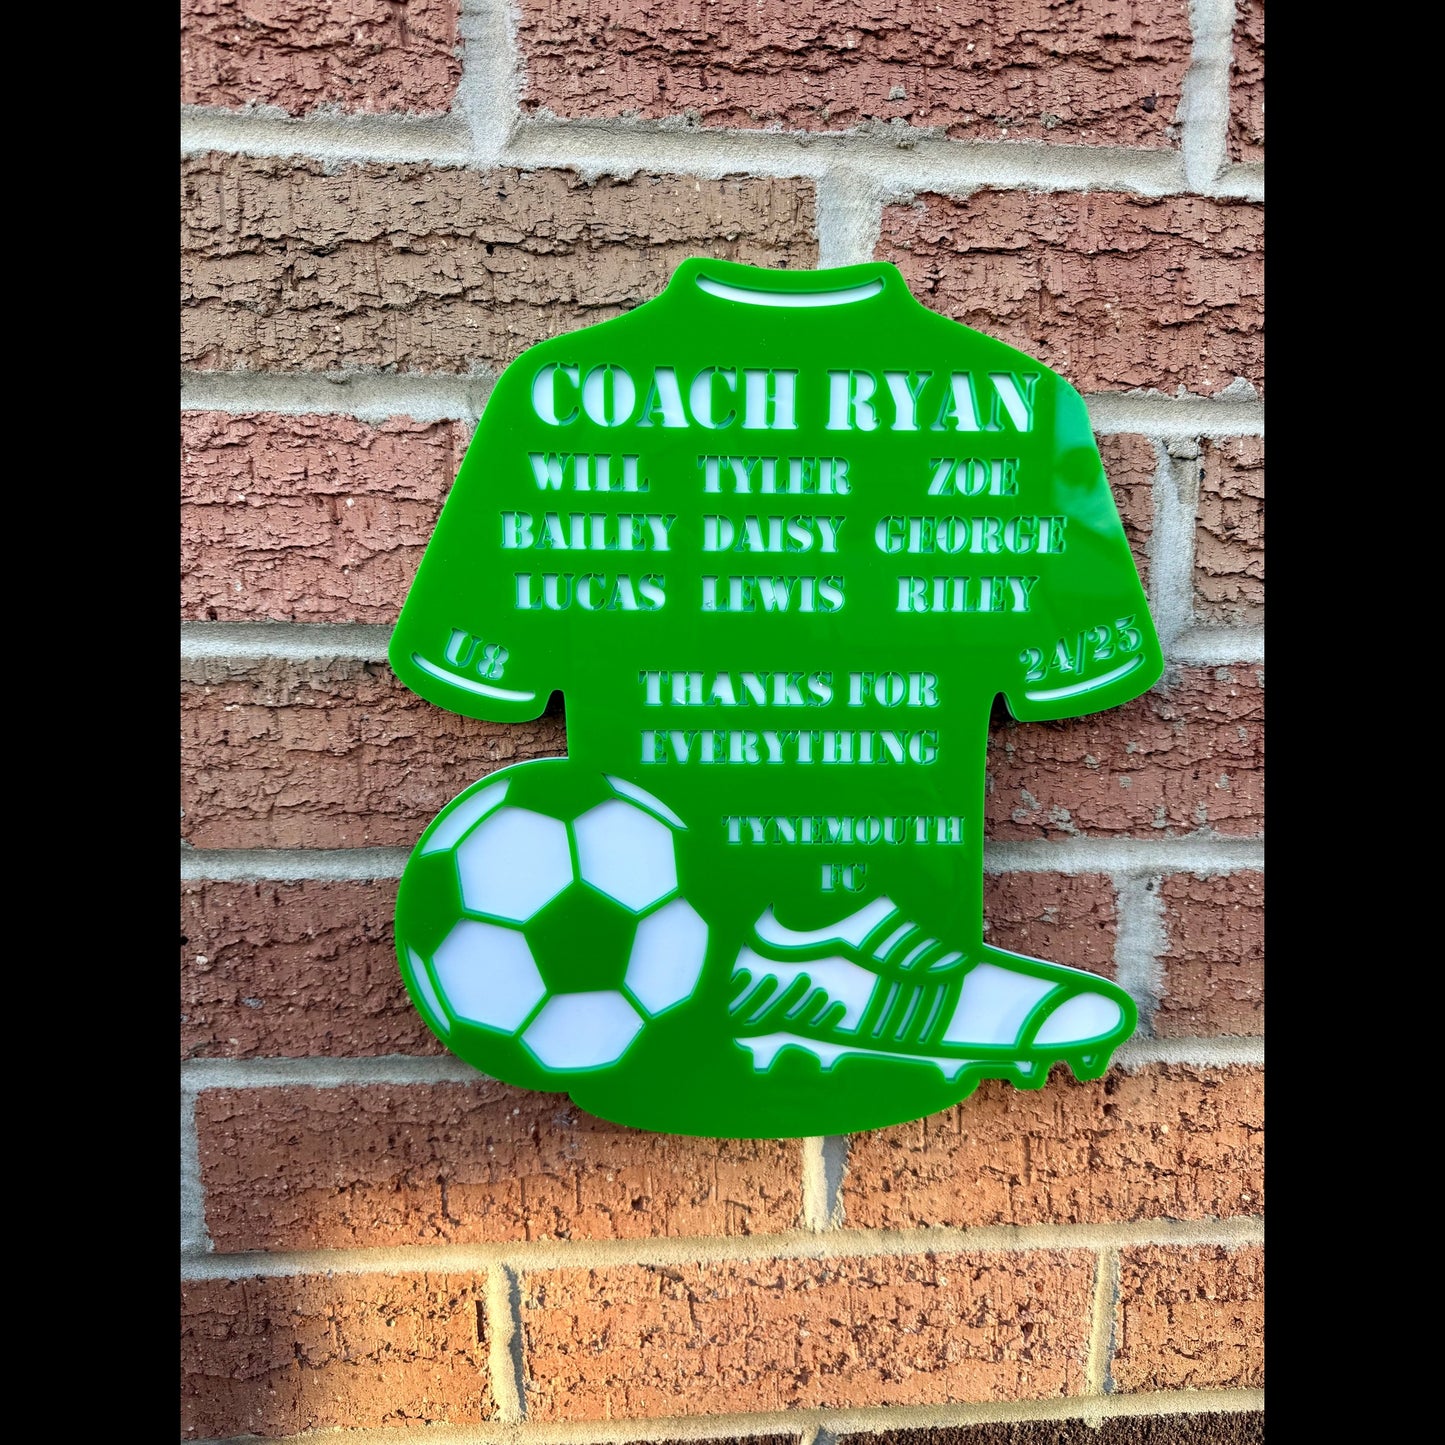 COACH RYAN
WILL TYLER ZOE
BAILEY DAISY GEORGE
LUCAS LEWIS RILEY
U8 24/25
THANKS FOR
EVERYTHING
TYNEMOUTH
FC